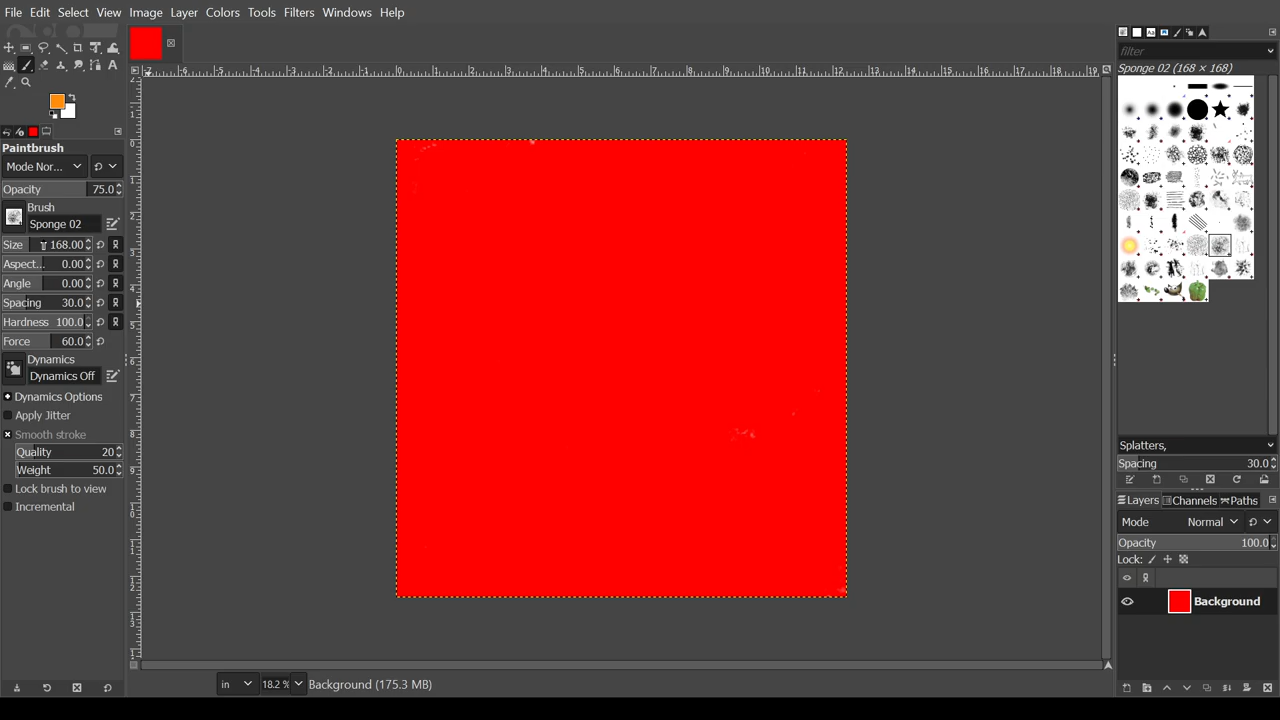 File Edit Select View Image Layer Colors Tools Filters Windows Help
Paintbrush
Mode Nor...
Opacity 75.0
Brush
Sponge 02
Size 168.00
Aspect... 0.00
Angle 0.00
Spacing 30.0
Hardness 100.0
Force 60.0
Dynamics
Dynamics Off
Dynamics Options
Apply Jitter
Smooth stroke
Quality 20
Weight 50.0
Lock brush to view
Incremental
in 18.2 % Background (175.3 MB)
filter
Sponge 02 (168 × 168)
Splatters,
Spacing 30.0
Layers Channels Paths
Mode Normal
Opacity 100.0
Lock:
Background